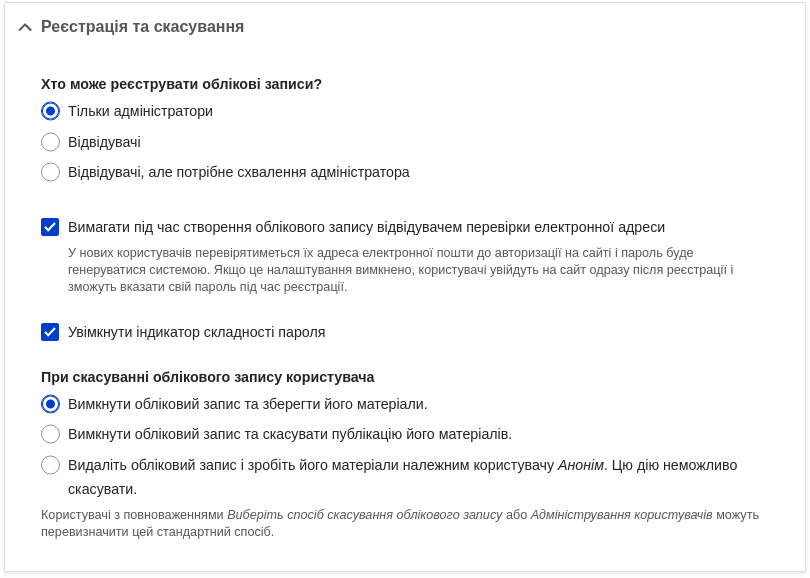 Реєстрація та скасування
Хто може реєструвати облікові записи?
Тільки адміністратори
Відвідувачі
Відвідувачі, але потрібне схвалення адміністратора
Вимагати під час створення облікового запису відвідувачем перевірки електронної адреси
У нових користувачів перевірятиметься їх адреса електронної пошти до авторизації на сайті і пароль буде
генеруватися системою. Якщо це налаштування вимкнено, користувачі увійдуть на сайт одразу після реєстрації і
зможуть вказати свій пароль під час реєстрації.
Увімкнути індикатор складності пароля
При скасуванні облікового запису користувача
Вимкнути обліковий запис та зберегти його матеріали.
Вимкнути обліковий запис та скасувати публікацію його матеріалів.
Видаліть обліковий запис і зробіть його матеріали належним користувачу Анонім. Цю дію неможливо
скасувати.
Користувачі з повноваженнями Виберіть спосіб скасування облікового запису або Адміністрування користувачів можуть
перевизначити цей стандартний спосіб.